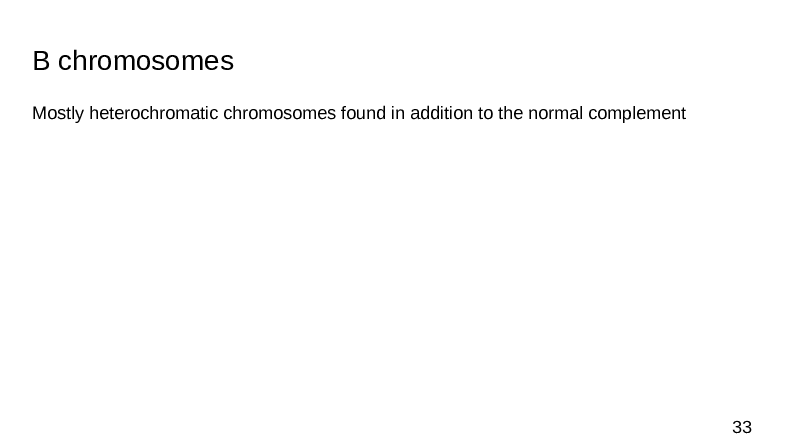 B chromosomes
Mostly heterochromatic chromosomes found in addition to the normal complement
33